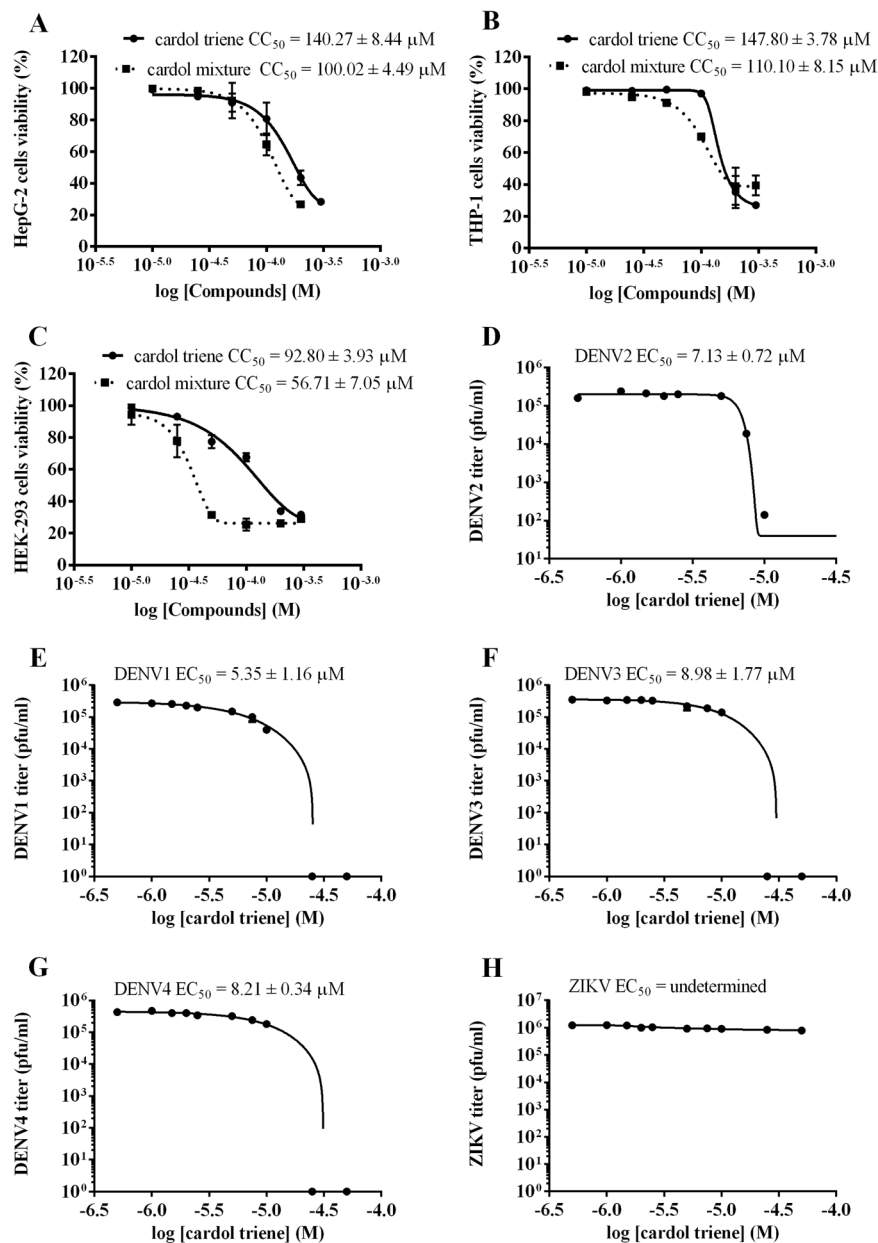 A
cardol triene CC50 = 140.27 ± 8.44 µM
cardol mixture CC50 = 100.02 ± 4.49 µM
HepG-2 cells viability (%)
120
100
80
60
40
20
0
10-5.5 10-5.0 10-4.5 10-4.0 10-3.5 10-3.0
log [Compounds] (M)
B
cardol triene CC50 = 147.80 ± 3.78 µM
cardol mixture CC50 = 110.10 ± 8.15 µM
THP-1 cells viability (%)
120
100
80
60
40
20
0
10-5.5 10-5.0 10-4.5 10-4.0 10-3.5 10-3.0
log [Compounds] (M)
C
cardol triene CC50 = 92.80 ± 3.93 µM
cardol mixture CC50 = 56.71 ± 7.05 µM
HEK-293 cells viability (%)
120
100
80
60
40
20
0
10-5.5 10-5.0 10-4.5 10-4.0 10-3.5 10-3.0
log [Compounds] (M)
D
DENV2 EC50 = 7.13 ± 0.72 µM
DENV2 titer (pfu/ml)
106
105
104
103
102
101
-6.5 -6.0 -5.5 -5.0 -4.5
log [cardol triene] (M)
E
DENV1 EC50 = 5.35 ± 1.16 µM
DENV1 titer (pfu/ml)
106
105
104
103
102
101
100
-6.5 -6.0 -5.5 -5.0 -4.5 -4.0
log [cardol triene] (M)
F
DENV3 EC50 = 8.98 ± 1.77 µM
DENV3 titer (pfu/ml)
106
105
104
103
102
101
100
-6.5 -6.0 -5.5 -5.0 -4.5 -4.0
log [cardol triene] (M)
G
DENV4 EC50 = 8.21 ± 0.34 µM
DENV4 titer (pfu/ml)
106
105
104
103
102
101
100
-6.5 -6.0 -5.5 -5.0 -4.5 -4.0
log [cardol triene] (M)
H
ZIKV EC50 = undetermined
ZIKV titer (pfu/ml)
107
106
105
104
103
102
101
100
-6.5 -6.0 -5.5 -5.0 -4.5 -4.0
log [cardol triene] (M)